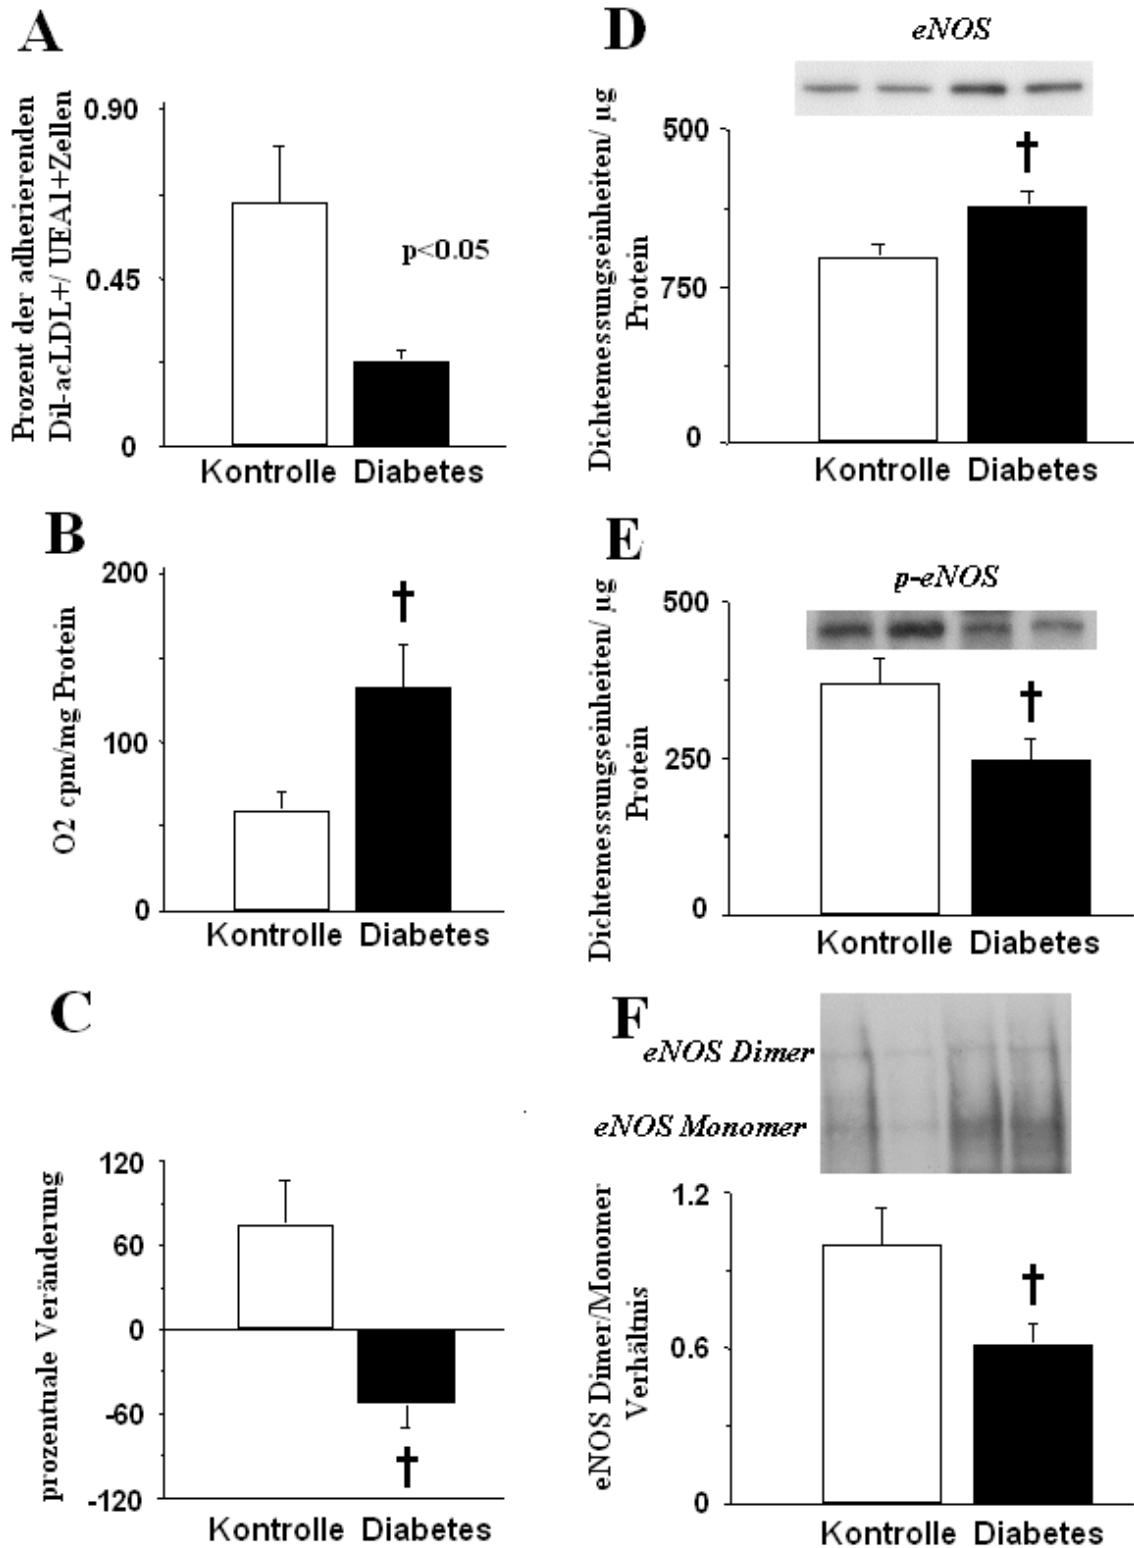 A
Prozent der adherierenden
Dil-acLDL+/ UEA1+Zellen
0.90
0.45
0
p<0.05
Kontrolle Diabetes
B
O2 cpm/mg Protein
200
100
0
†
Kontrolle Diabetes
C
prozentuale Veränderung
120
60
0
-60
-120
†
Kontrolle Diabetes
D
eNOS
Dichtemessungseinheiten/ µg
Protein
500
750
0
†
Kontrolle Diabetes
E
p-eNOS
Dichtemessungseinheiten/ µg
Protein
500
250
0
†
Kontrolle Diabetes
F
eNOS Dimer
eNOS Monomer
eNOS Dimer/Monomer
Verhältnis
1.2
0.6
0
†
Kontrolle Diabetes